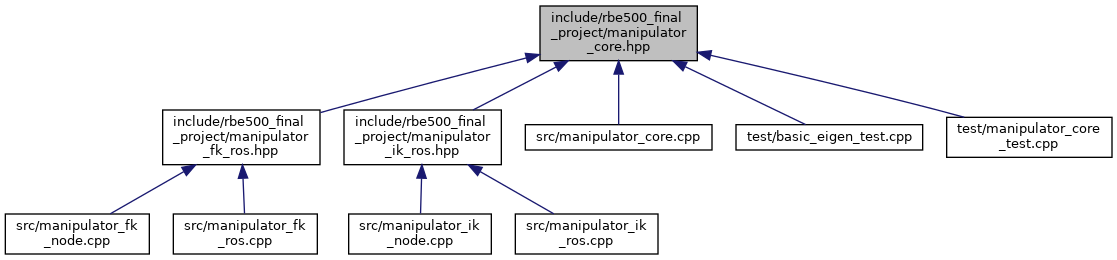 include/rbe500_final
_project/manipulator
_core.hpp
include/rbe500_final
_project/manipulator
_fk_ros.hpp
include/rbe500_final
_project/manipulator
_ik_ros.hpp
src/manipulator_core.cpp
test/basic_eigen_test.cpp
test/manipulator_core
_test.cpp
src/manipulator_fk
_node.cpp
src/manipulator_fk
_ros.cpp
src/manipulator_ik
_node.cpp
src/manipulator_ik
_ros.cpp